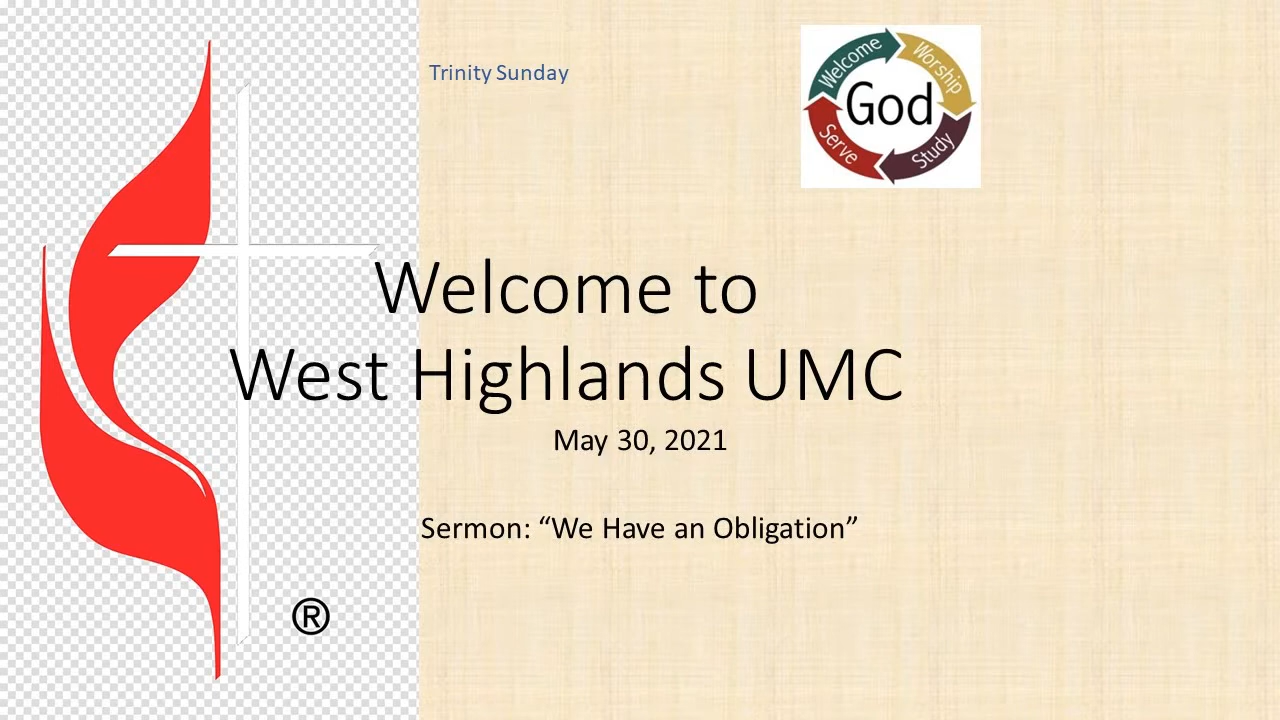 Trinity Sunday
Welcome
Worship
God
Serve
Study
Welcome to
West Highlands UMC
May 30, 2021
Sermon: “We Have an Obligation”
®